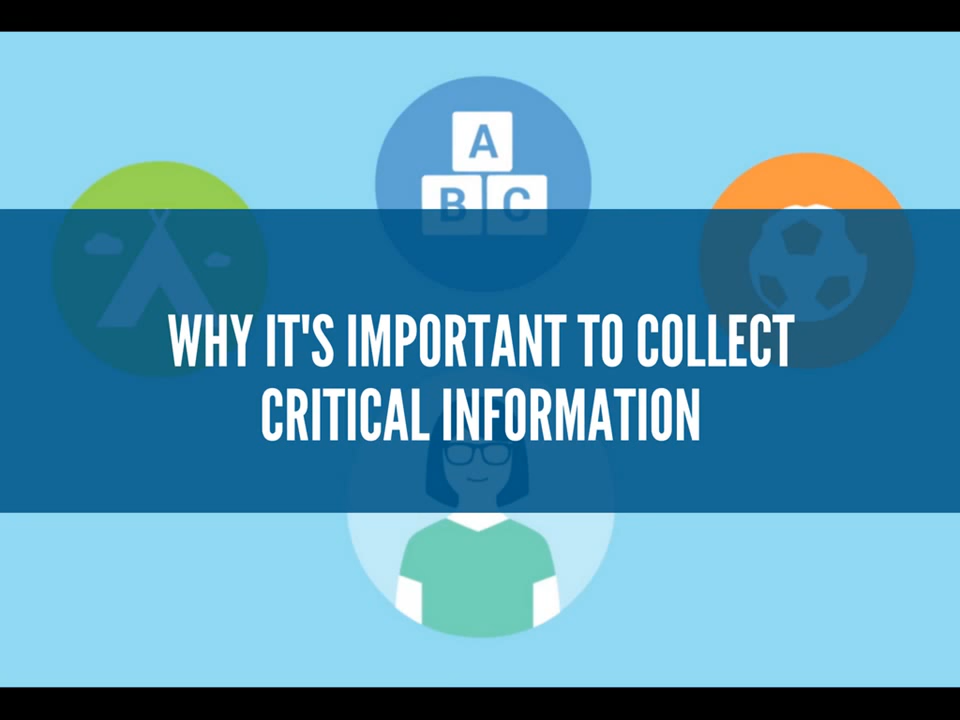 A
B C
WHY IT'S IMPORTANT TO COLLECT
CRITICAL INFORMATION